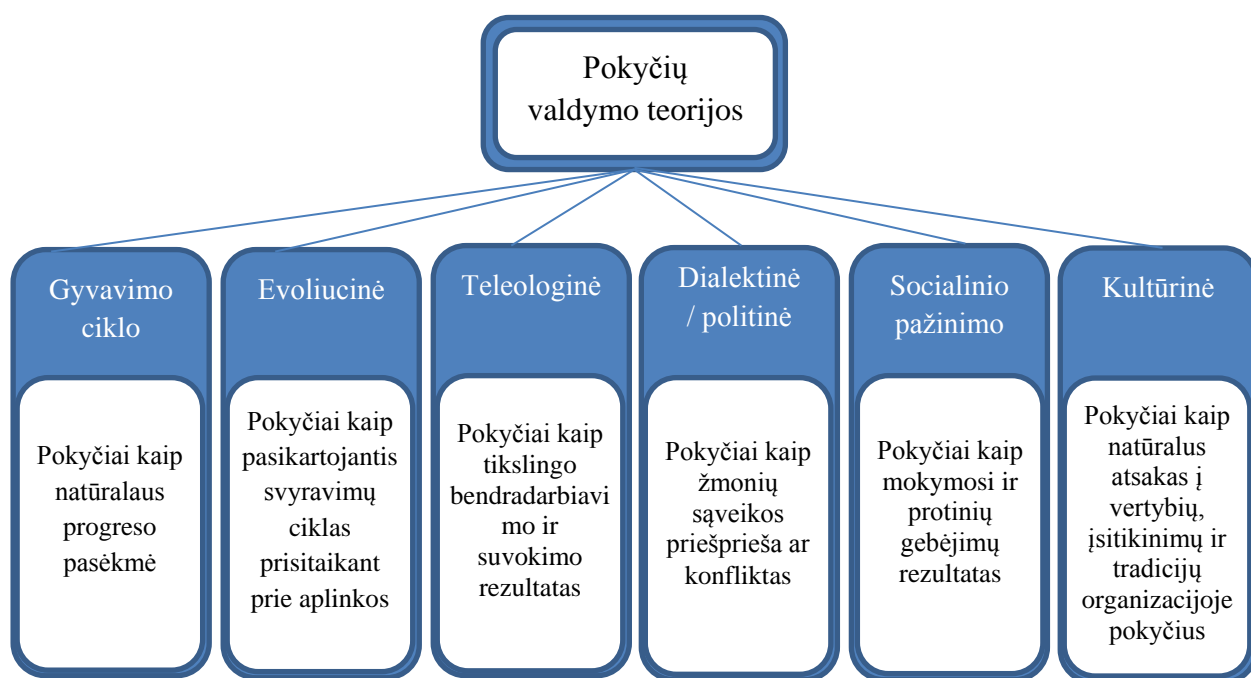 Pokyčių
valdymo teorijos
Gyvavimo
ciklo
Pokyčiai kaip
natūralaus
progreso
pasėkmė
Evoliucinė
Pokyčiai kaip
pasikartojantis
svyravimų
ciklas
prisitaikant
prie aplinkos
Teleologinė
Pokyčiai kaip
tikslingo
bendradarbiavi
mo ir
suvokimo
rezultatas
Dialektinė
/ politinė
Pokyčiai kaip
žmonių
sąveikos
priešprieša ar
konfliktas
Socialinio
pažinimo
Pokyčiai kaip
mokymosi ir
protinių
gebėjimų
rezultatas
Kultūrinė
Pokyčiai kaip
natūralus
atsakas į
vertybių,
įsitikinimų ir
tradicijų
organizacijoje
pokyčius